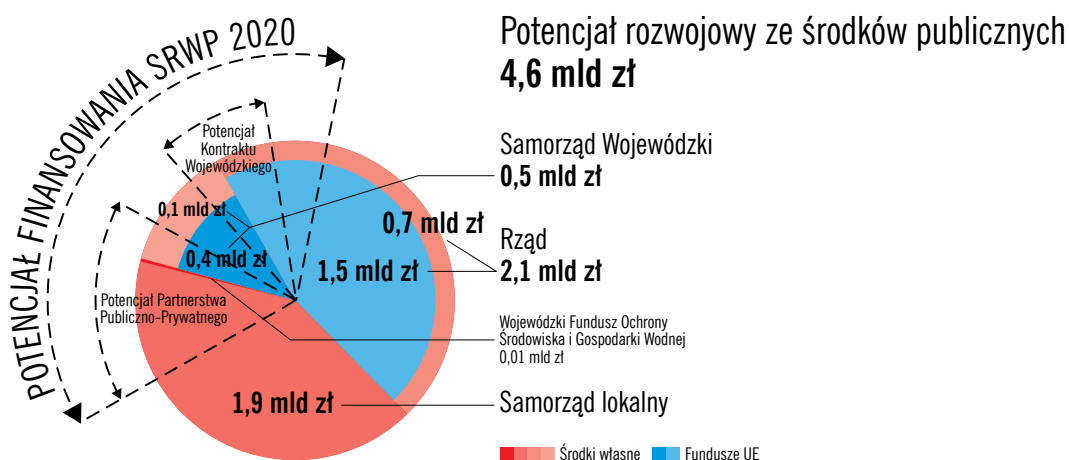 POTENCJAŁ FINANSOWANIA SRWP 2020
Potencjał rozwojowy ze środków publicznych
4,6 mld zł
Potencjał
Kontraktu
Wojewódzkiego
Samorząd Wojewódzki
0,5 mld zł
0,1 mld zł
0,4 mld zł
0,7 mld zł
1,5 mld zł
Rząd
2,1 mld zł
Potencjał Partnerstwa
Publiczno-Prywatnego
Wojewódzki Fundusz Ochrony
Środowiska i Gospodarki Wodnej
0,01 mld zł
1,9 mld zł
Samorząd lokalny
Środki własne
Fundusze UE